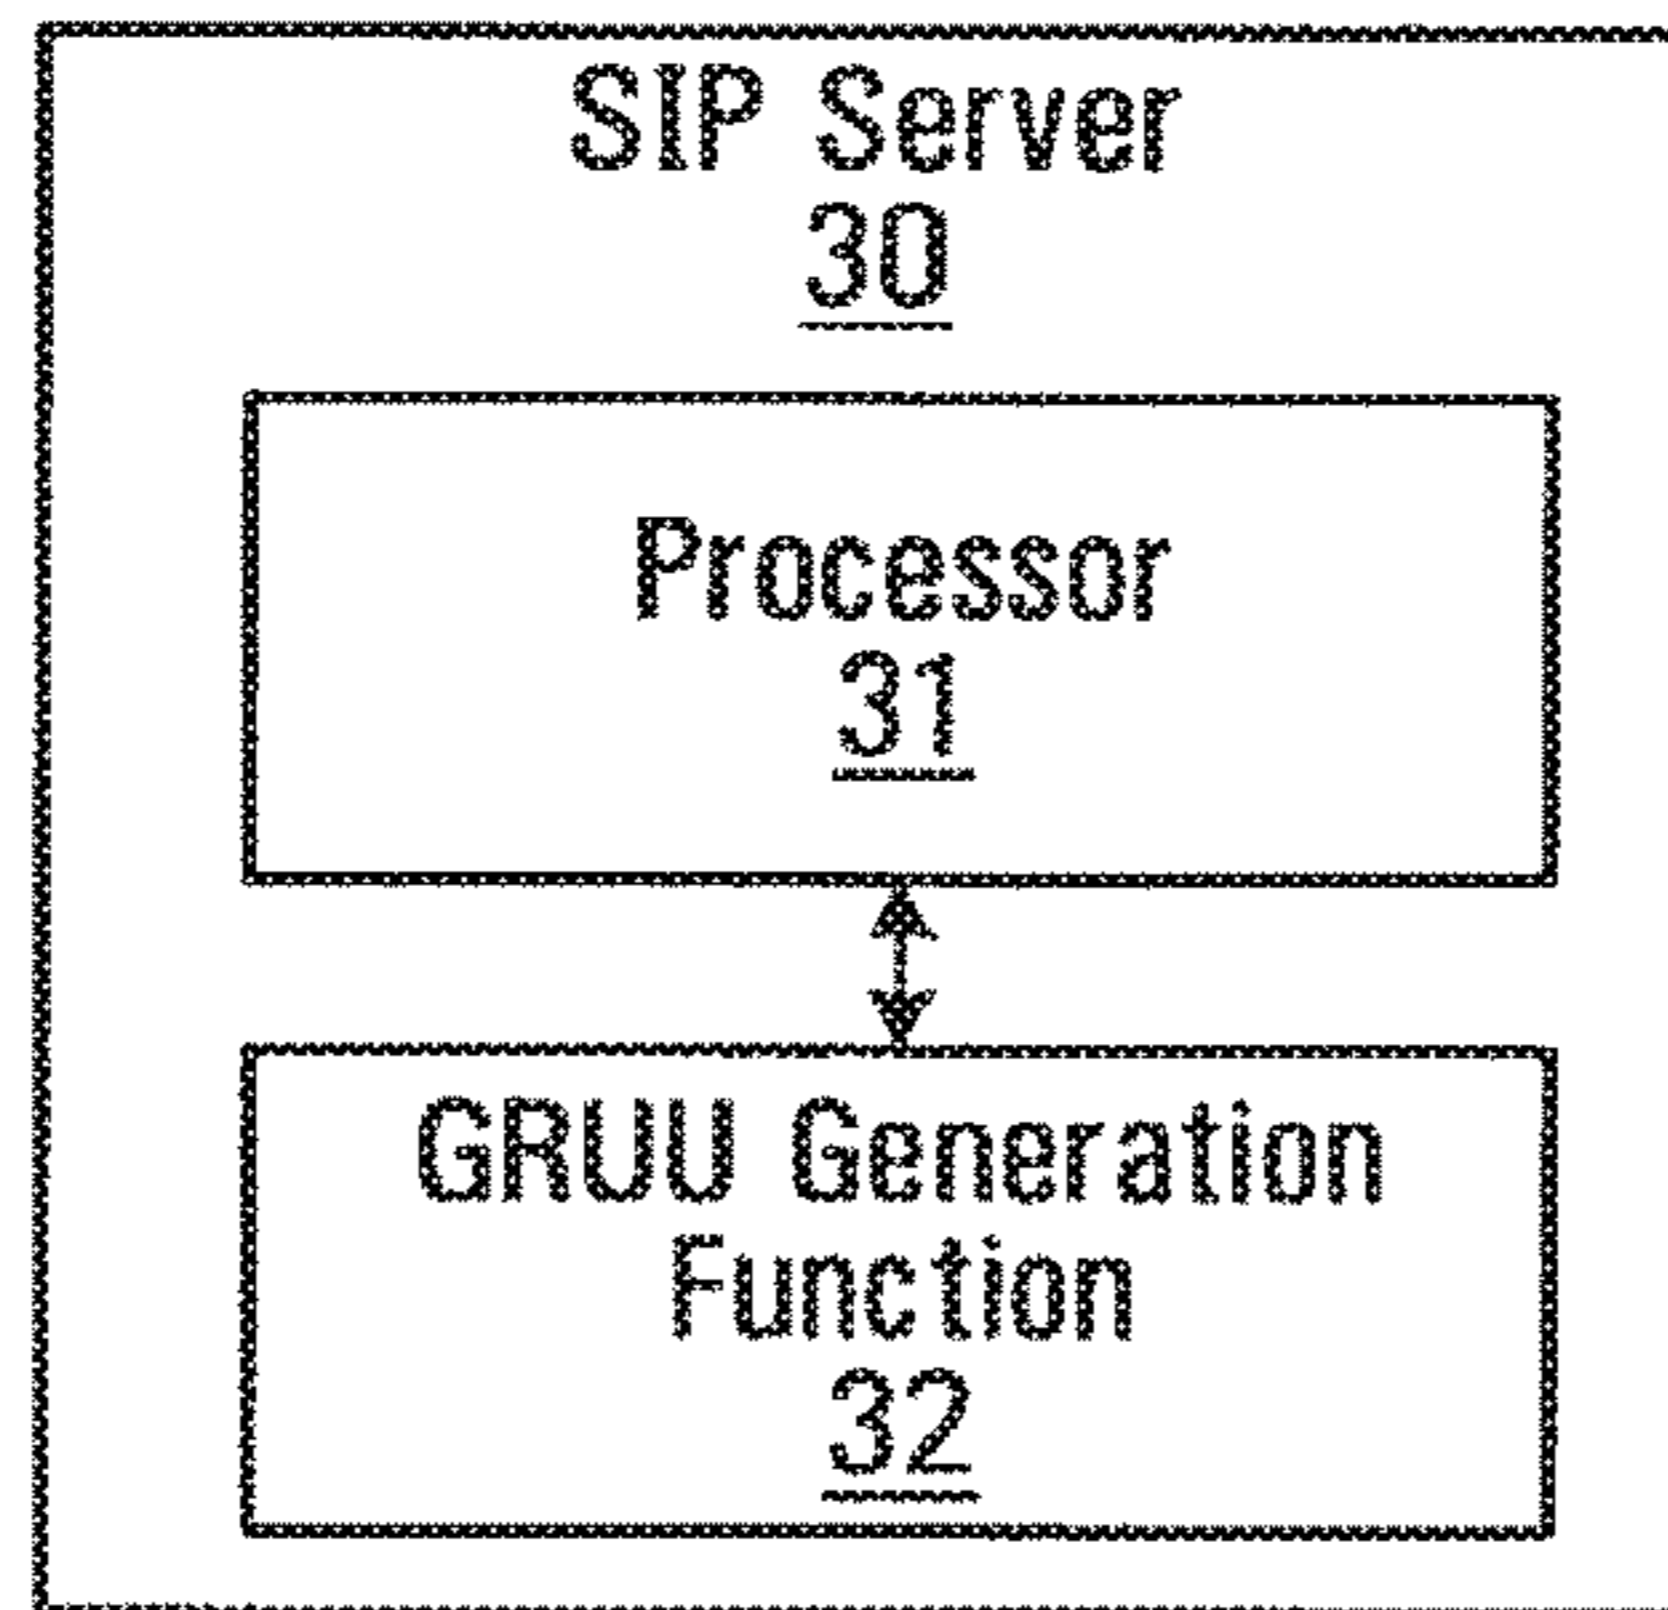 SIP Server
30
Processor
31
GRUU Generation
Function
32